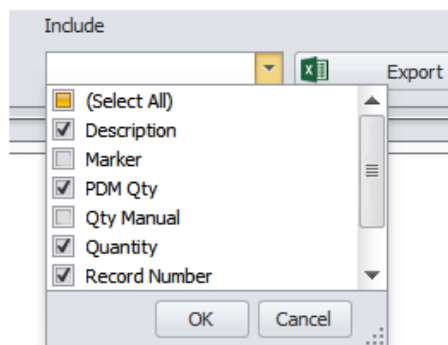 Include
Export
(Select All)
Description
Marker
PDM Qty
Qty Manual
Quantity
Record Number
OK Cancel